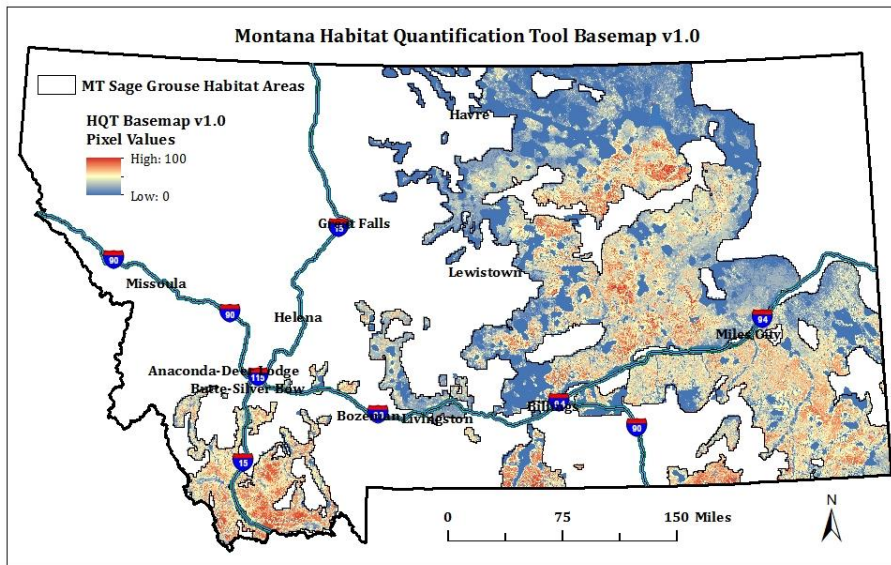 Montana Habitat Quantification Tool Basemap v1.0
MT Sage Grouse Habitat Areas
HQT Basemap v1.0
Pixel Values
High: 100
Low: 0
Havre
Great Falls
15
90
Missoula
Lewistown
90
Helena
94
Miles City
Anaconda-Deer Lodge
115
Butte-Silver Bow
Bozeman
Livingston
Billings
90
15
N
0 75 150 Miles